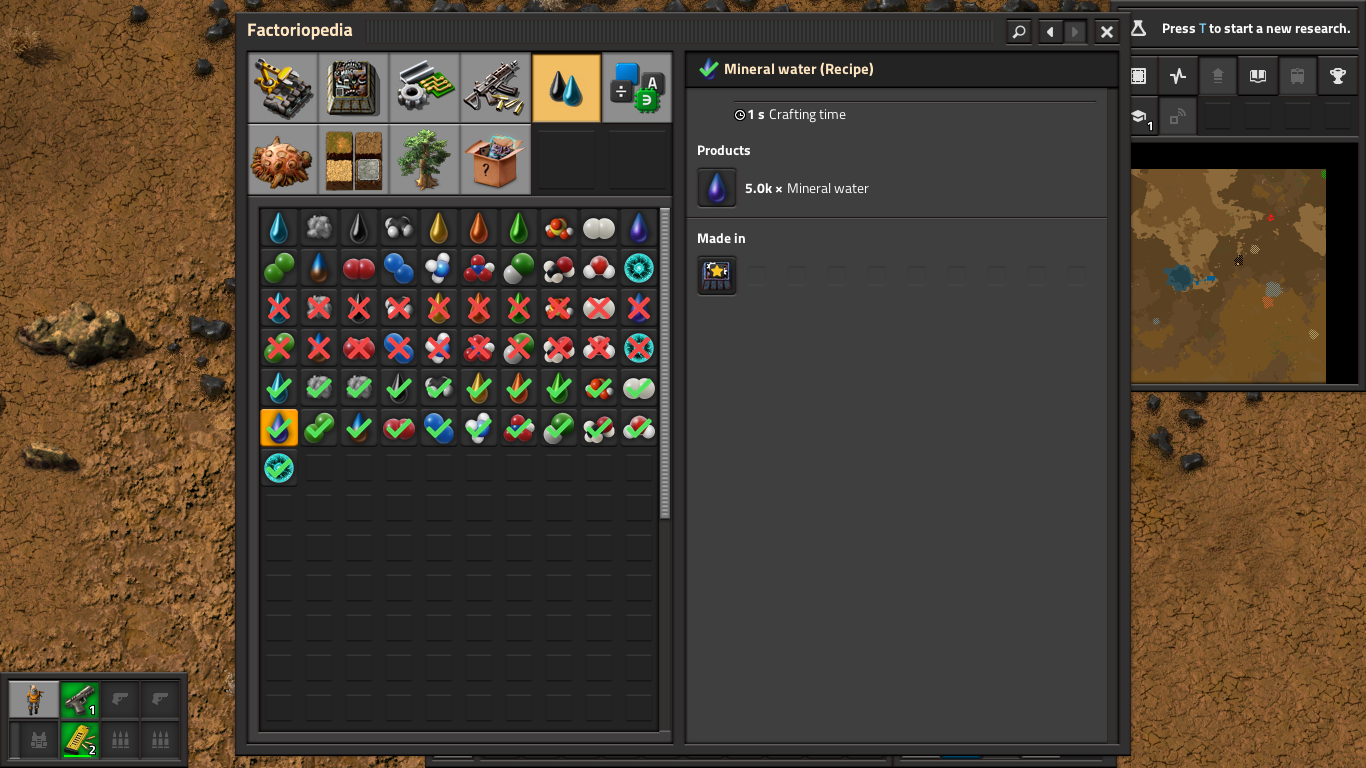 Factoriopedia
Press T to start a new research.
Mineral water (Recipe)
1 s Crafting time
Products
5.0k × Mineral water
Made in
A
÷
?
1
1
2